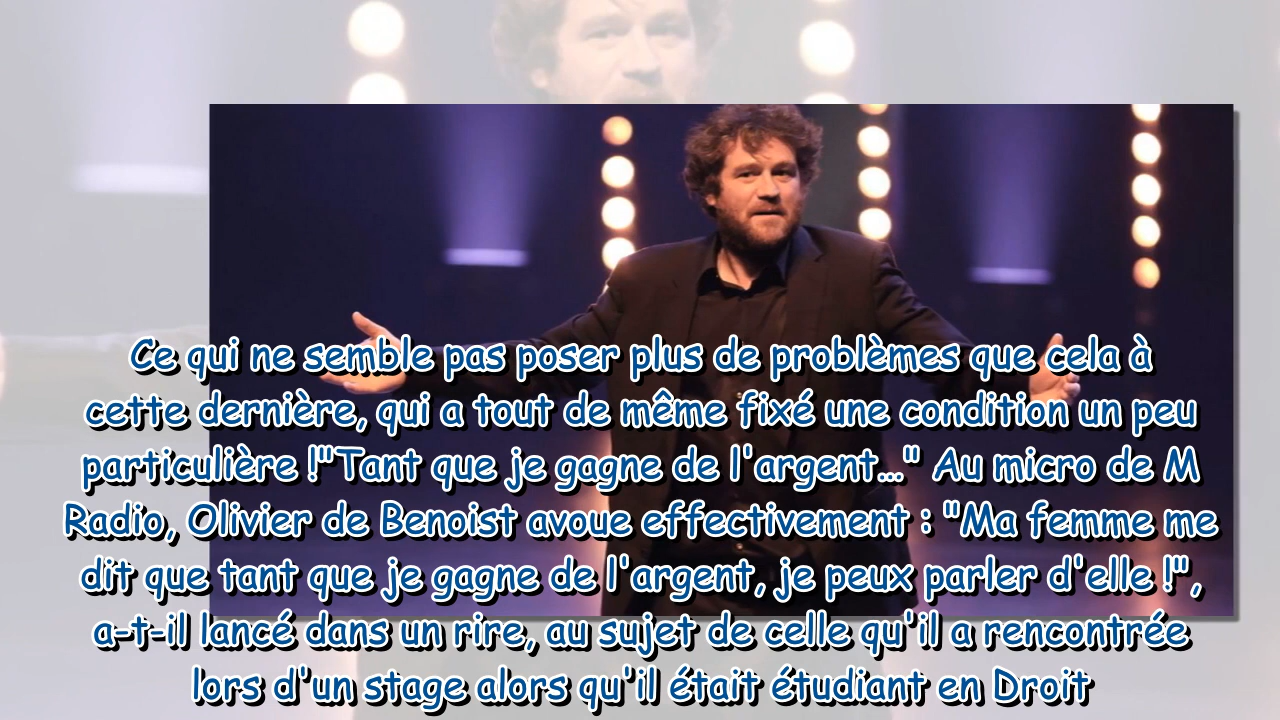 Ce qui ne semble pas poser plus de problèmes que cela à
cette dernière, qui a tout de même fixé une condition un peu
particulière !"Tant que je gagne de l'argent..." Au micro de M
Radio, Olivier de Benoist avoue effectivement : "Ma femme me
dit que tant que je gagne de l'argent, je peux parler d'elle !",
a-t-il lancé dans un rire, au sujet de celle qu'il a rencontrée
lors d'un stage alors qu'il était étudiant en Droit